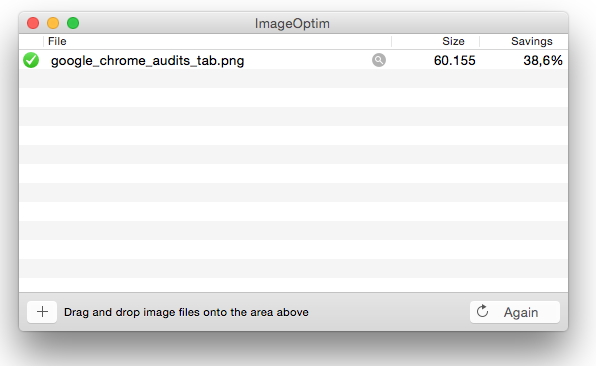 ImageOptim
File Size Savings
google_chrome_audits_tab.png 60.155 38,6%
Drag and drop image files onto the area above Again